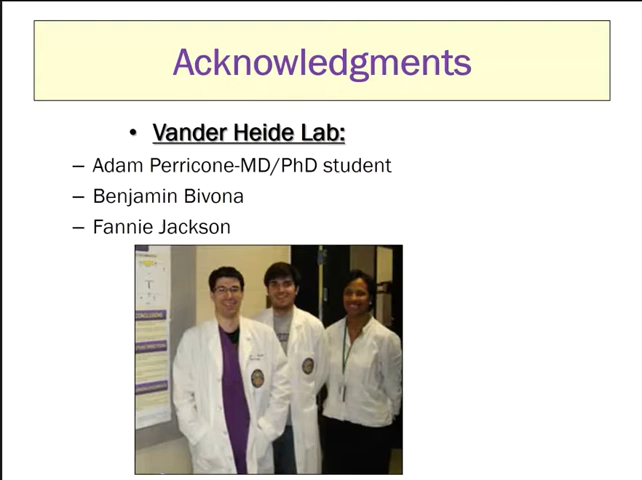 Acknowledgments
• Vander Heide Lab:
– Adam Perricone-MD/PhD student
– Benjamin Bivona
– Fannie Jackson
CONCLUSIONS